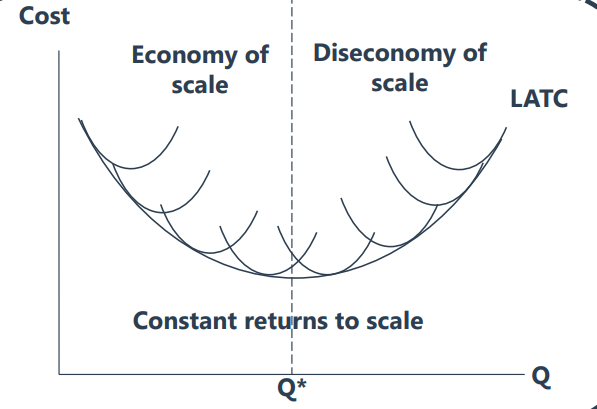 Cost
Economy of
scale
Diseconomy of
scale
LATC
Constant returns to scale
Q
Q*